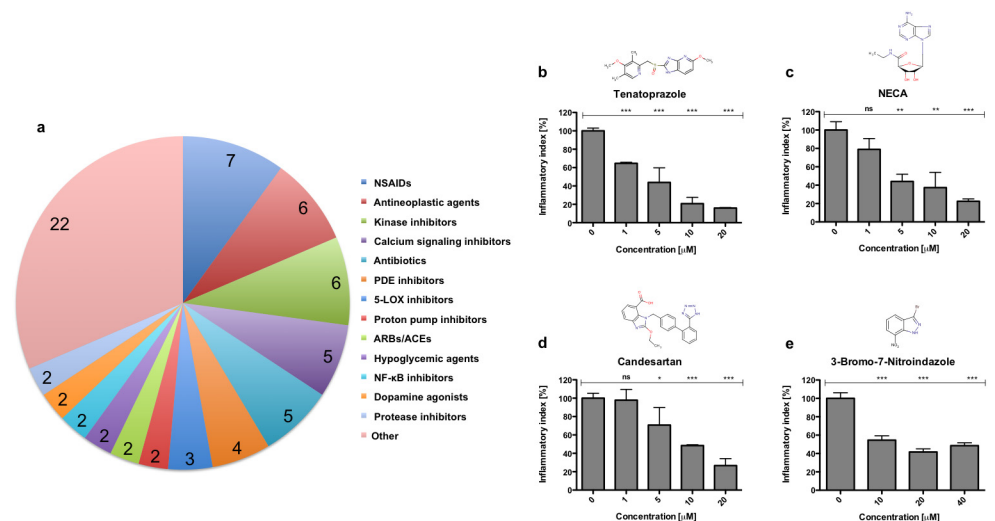 a
7
6
6
5
5
4
3
2
2
2
2
2
2
22
NSAIDs
Antineoplastic agents
Kinase inhibitors
Calcium signaling inhibitors
Antibiotics
PDE inhibitors
5-LOX inhibitors
Proton pump inhibitors
ARBs/ACEs
Hypoglycemic agents
NF-κB inhibitors
Dopamine agonists
Protease inhibitors
Other
b
Tenatoprazole
Inflammatory index [%]
120
100
80
60
40
20
0
*** *** *** ***
0 1 5 10 20
Concentration [μM]
c
NH₂
NECA
Inflammatory index [%]
120
100
80
60
40
20
0
ns ** ** ***
0 1 5 10 20
Concentration [μM]
d
Candesartan
Inflammatory index [%]
120
100
80
60
40
20
0
ns * *** ***
0 1 5 10 20
Concentration [μM]
e
Br
3-Bromo-7-Nitroindazole
Inflammatory index [%]
120
100
80
60
40
20
0
*** *** ***
0 10 20 40
Concentration [μM]